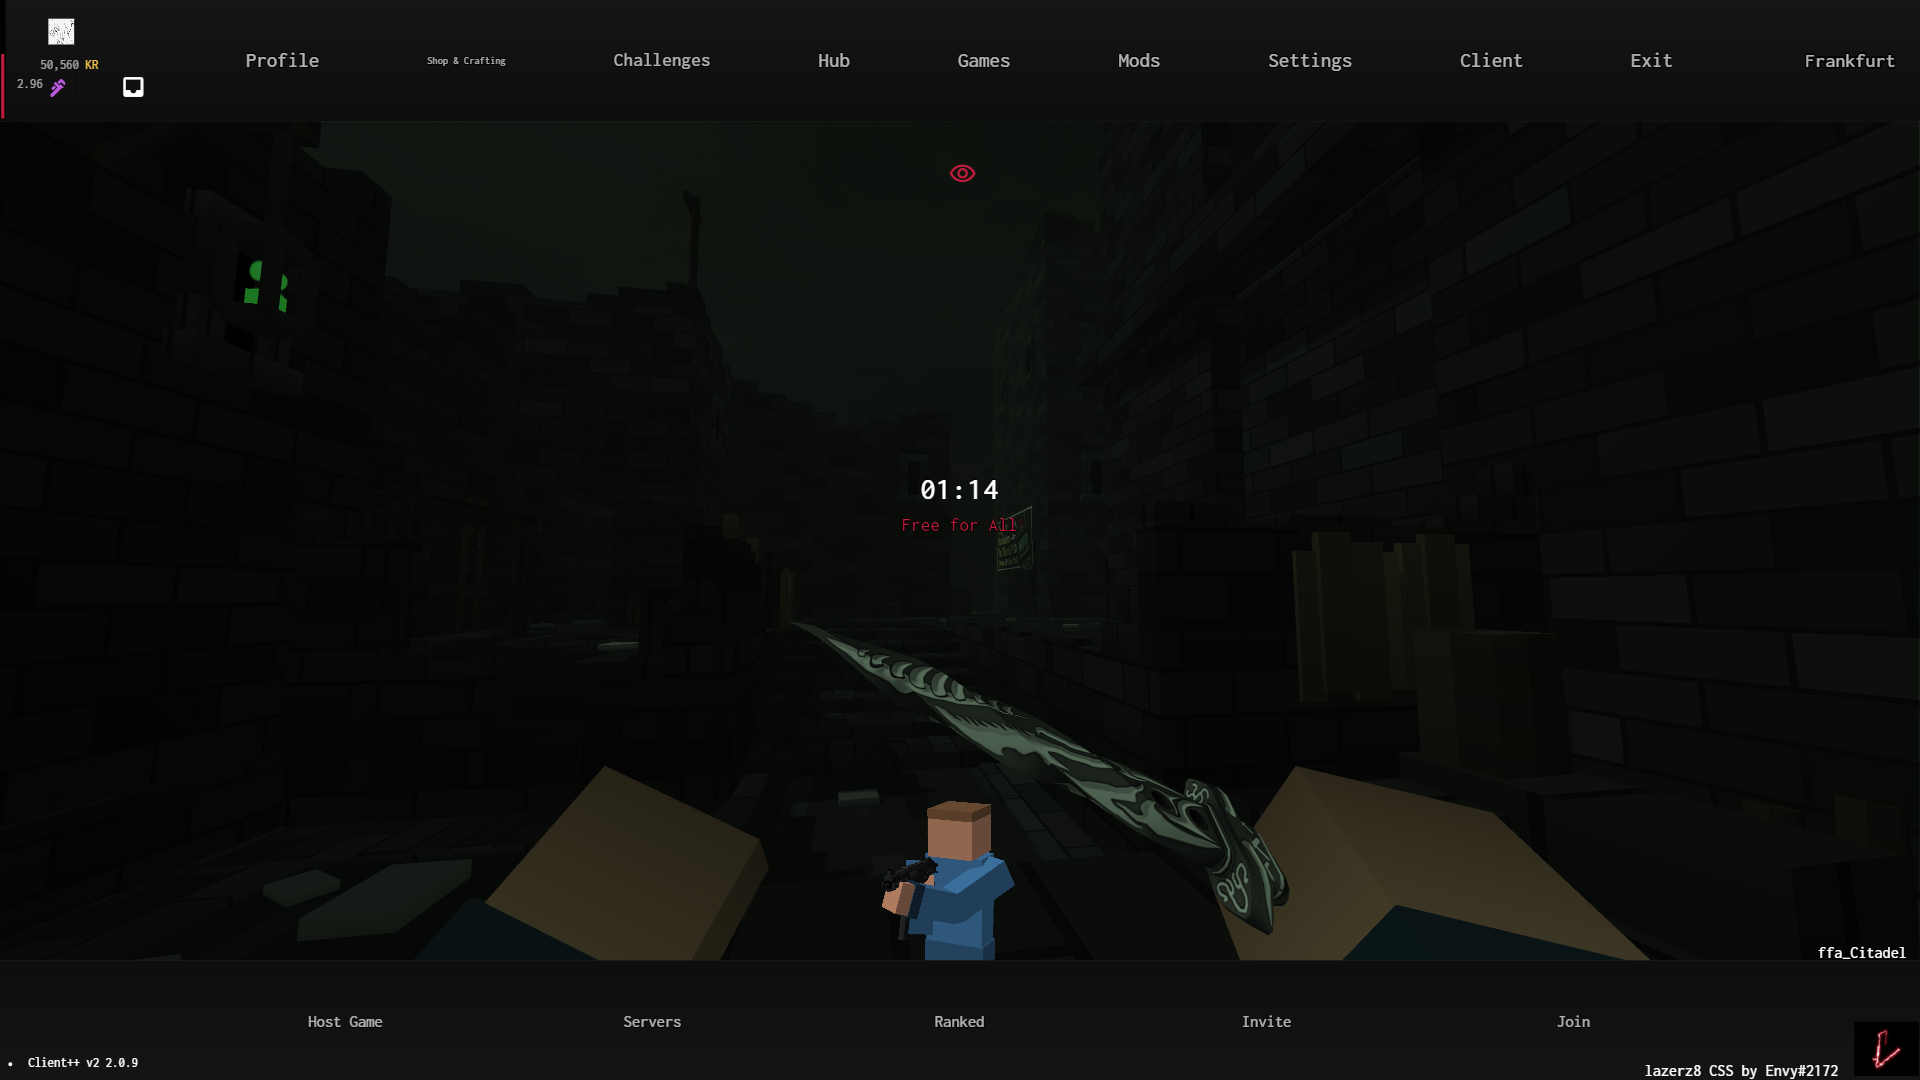 50,560 KR
2.96
Profile
Shop & Crafting
Challenges
Hub
Games
Mods
Settings
Client
Exit
Frankfurt
01:14
Free for All
ffa_Citadel
Host Game
Servers
Ranked
Invite
Join
Client++ v2 2.0.9
lazerz8 CSS by Envy#2172